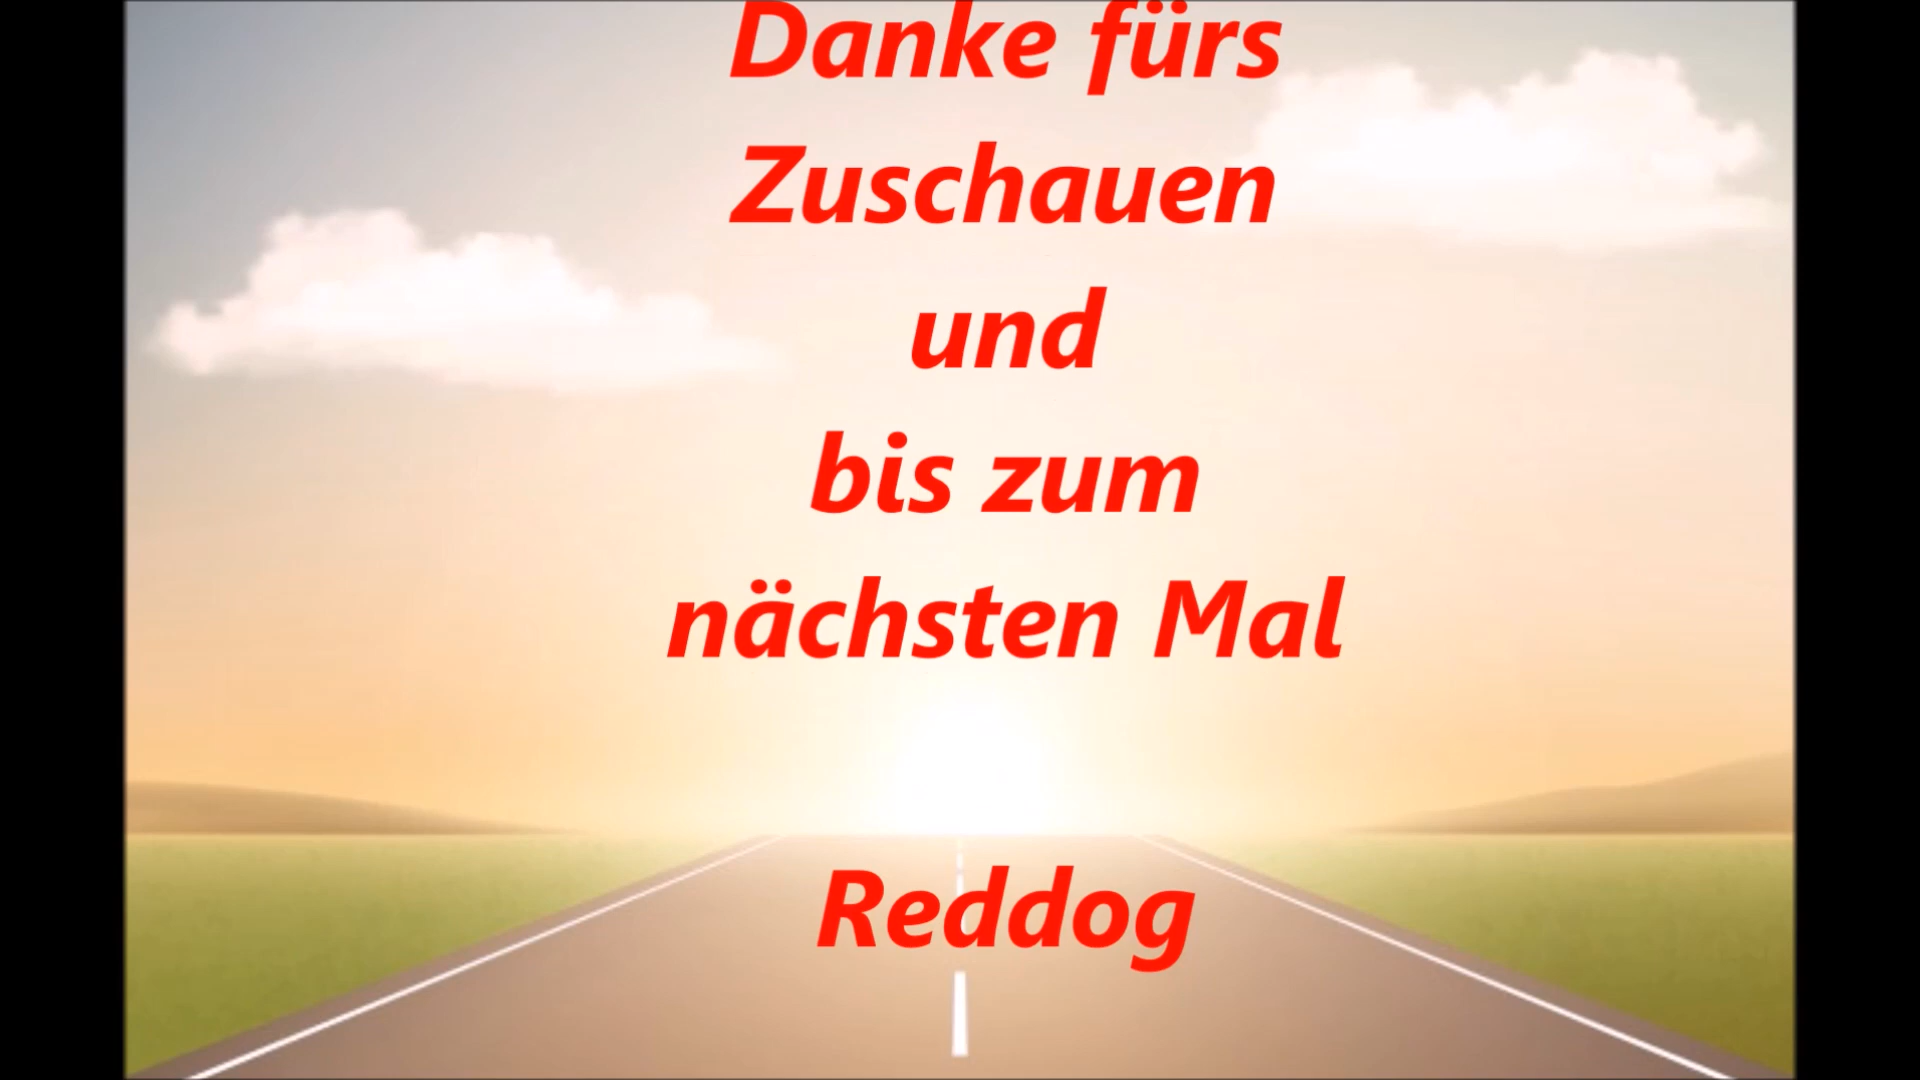 Danke fürs
Zuschauen
und
bis zum
nächsten Mal
Reddog